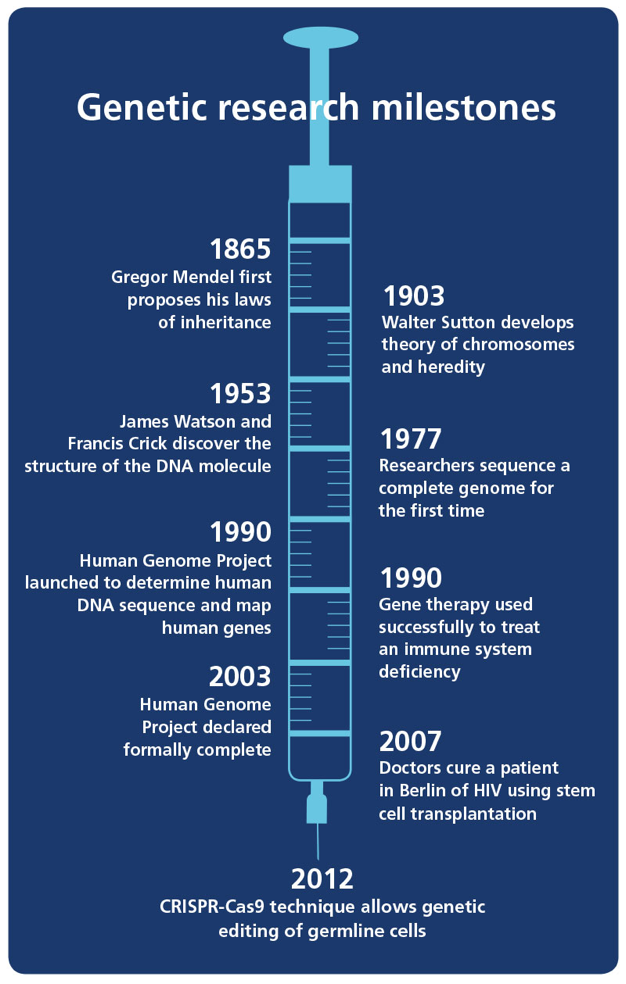 Genetic research milestones
1865
Gregor Mendel first
proposes his laws
of inheritance
1903
Walter Sutton develops
theory of chromosomes
and heredity
1953
James Watson and
Francis Crick discover the
structure of the DNA molecule
1977
Researchers sequence a
complete genome for
the first time
1990
Human Genome Project
launched to determine human
DNA sequence and map
human genes
1990
Gene therapy used
successfully to treat
an immune system
deficiency
2003
Human Genome
Project declared
formally complete
2007
Doctors cure a patient
in Berlin of HIV using stem
cell transplantation
2012
CRISPR-Cas9 technique allows genetic
editing of germline cells